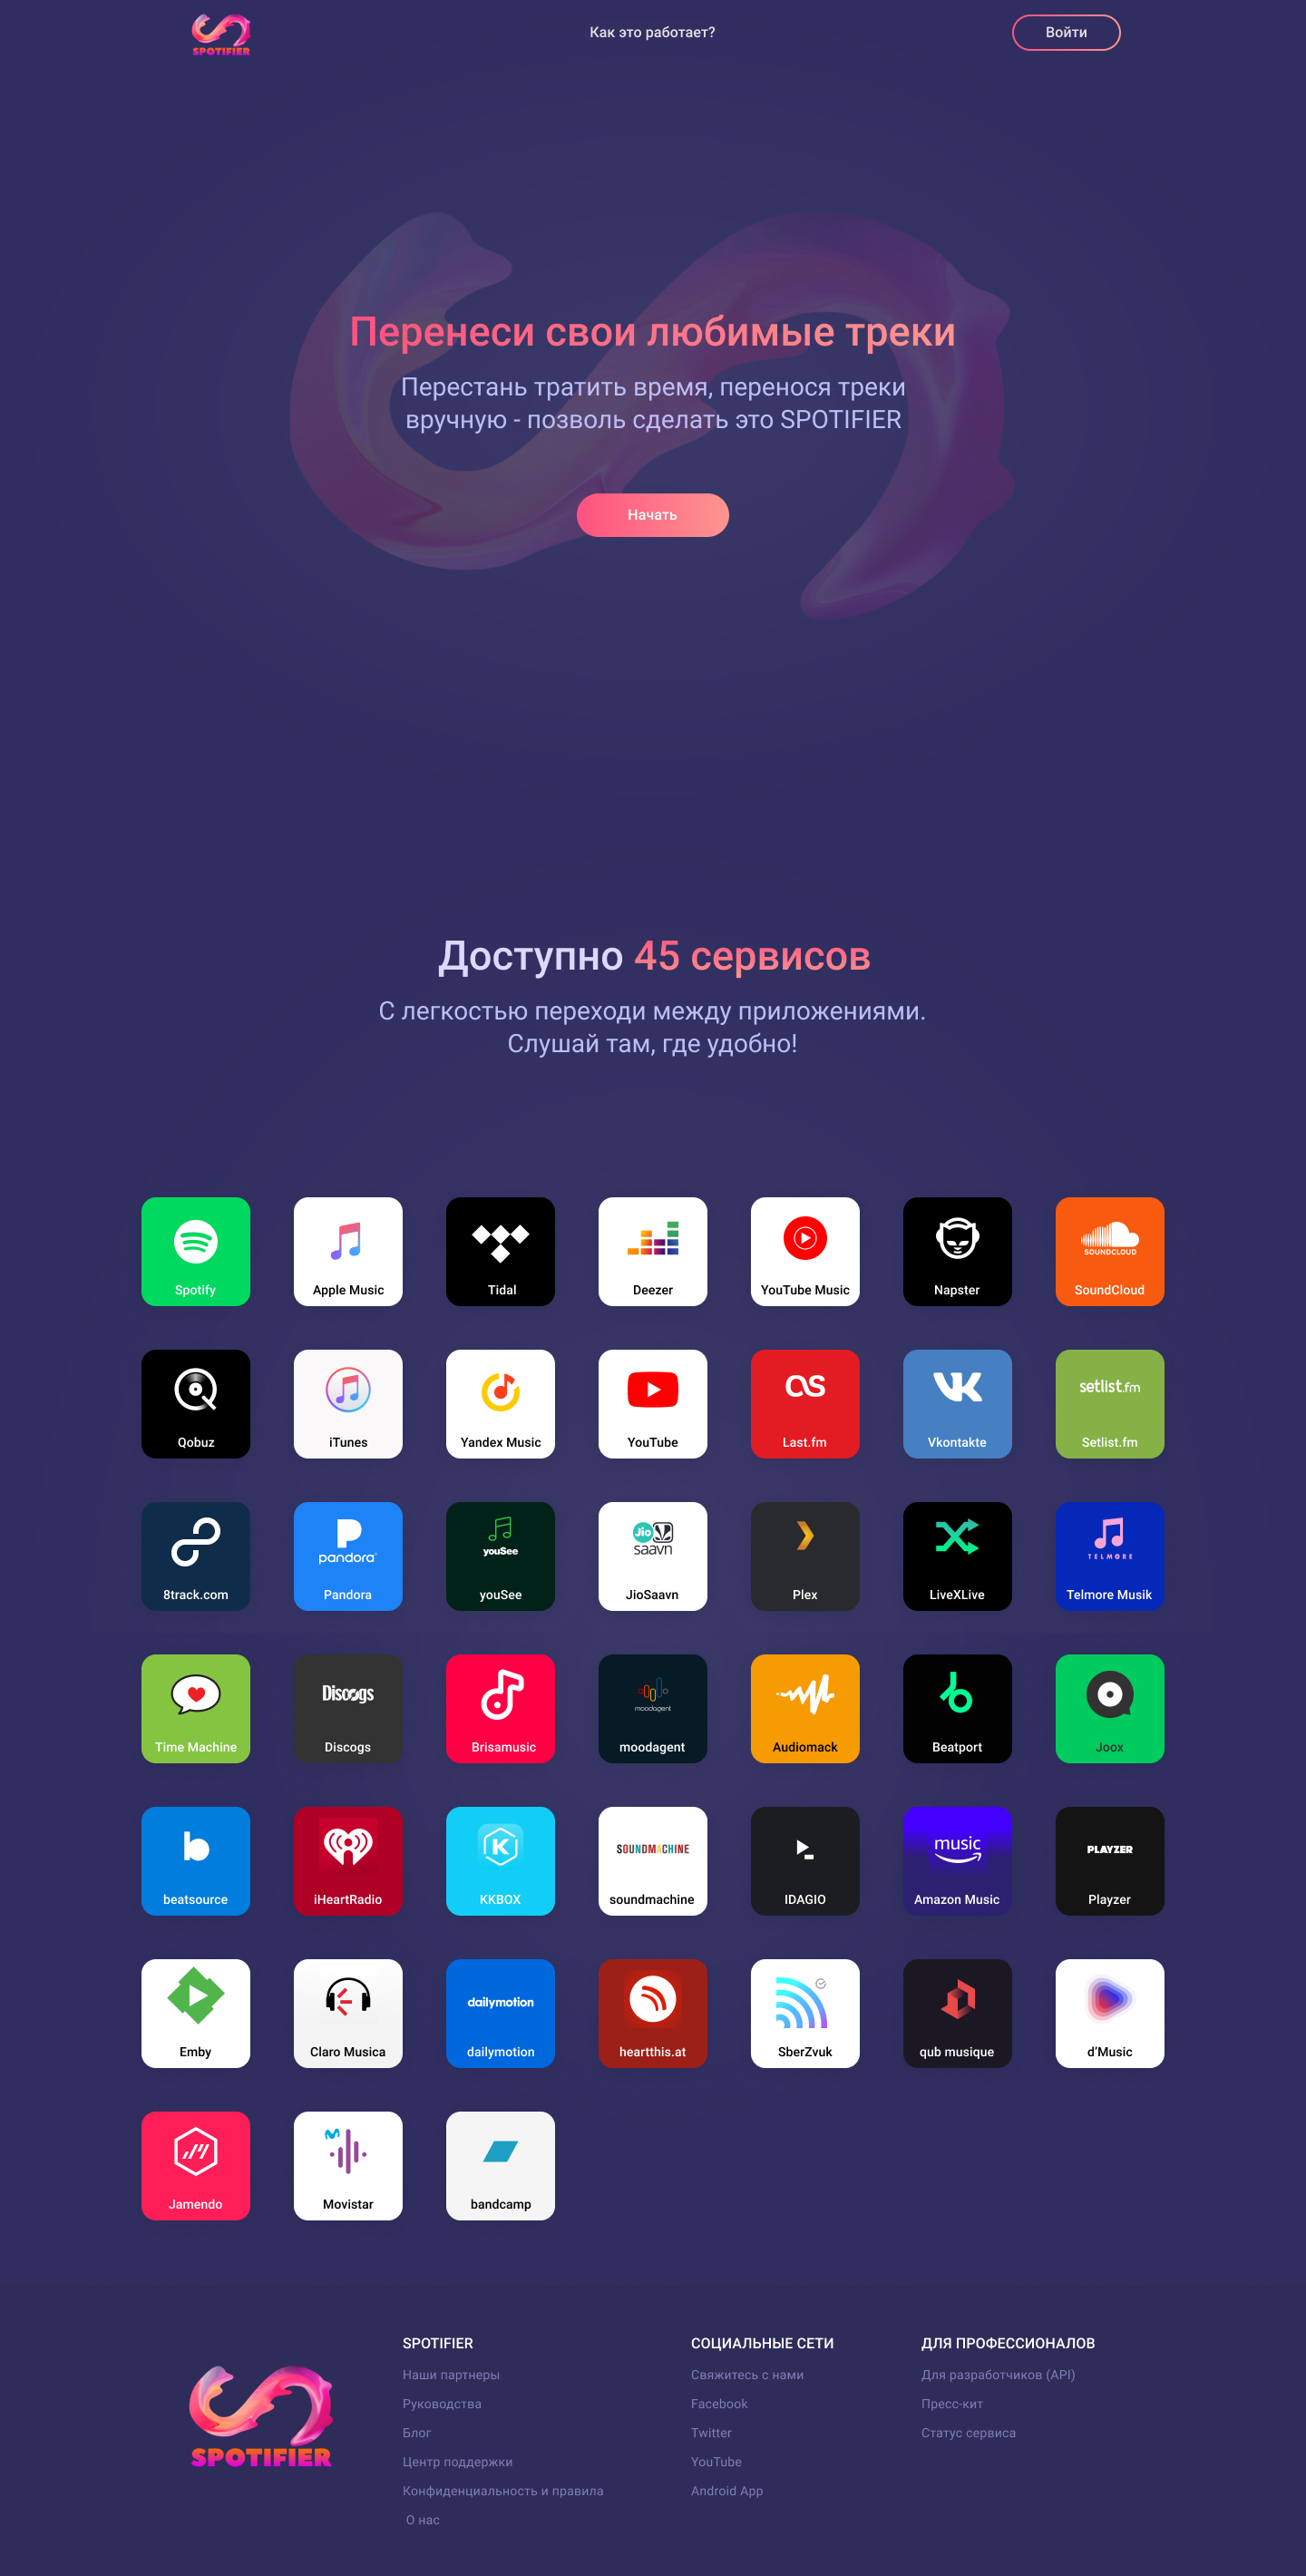 SPOTIFIER
Как это работает?
Войти
Перенеси свои любимые треки
Перестань тратить время, перенося треки
вручную - позволь сделать это SPOTIFIER
Начать
Доступно 45 сервисов
С легкостью переходи между приложениями.
Слушай там, где удобно!
Spotify
Apple Music
Tidal
Deezer
YouTube Music
Napster
SOUNDCLOUD
SoundCloud
Qobuz
iTunes
Yandex Music
YouTube
Last.fm
Vkontakte
setlist.fm
Setlist.fm
8track.com
pandora
Pandora
youSee
youSee
Jio
saavn
JioSaavn
Plex
LiveXLive
TELMORE
Telmore Musik
Time Machine
Discogs
Discogs
Brisamusic
moodagent
moodagent
Audiomack
Beatport
Joox
beatsource
iHeartRadio
KKBOX
SOUNDMACHINE
soundmachine
IDAGIO
music
Amazon Music
PLAYZER
Playzer
Emby
Claro Musica
dailymotion
dailymotion
heartthis.at
SberZvuk
qub musique
d’Music
Jamendo
Movistar
bandcamp
SPOTIFIER
SPOTIFIER
Наши партнеры
Руководства
Блог
Центр поддержки
Конфиденциальность и правила
О нас
СОЦИАЛЬНЫЕ СЕТИ
Свяжитесь с нами
Facebook
Twitter
YouTube
Android App
ДЛЯ ПРОФЕССИОНАЛОВ
Для разработчиков (API)
Пресс-кит
Статус сервиса